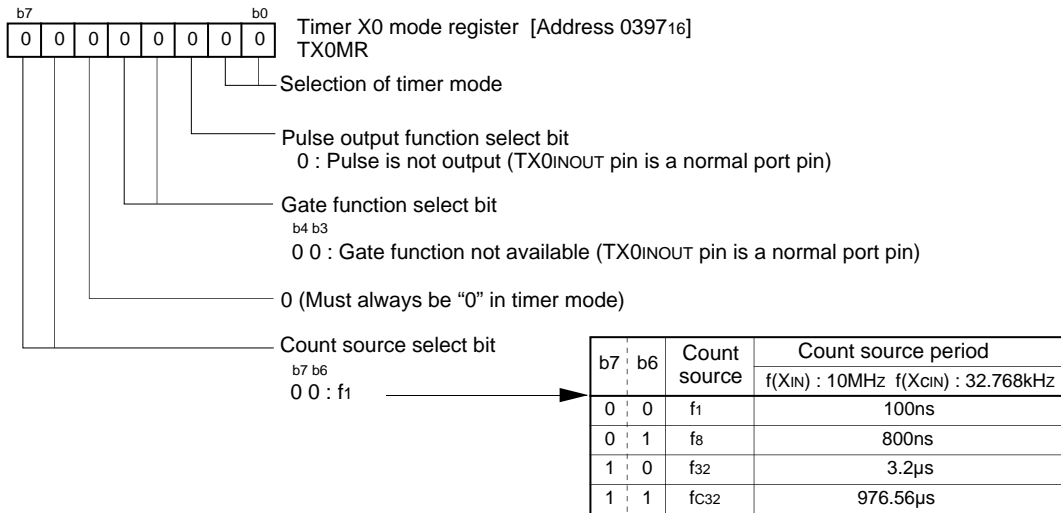 b7 b0
0 0 0 0 0 0 0 0
Timer X0 mode register [Address 039716]
TX0MR
Selection of timer mode
Pulse output function select bit
0 : Pulse is not output (TX0INOUT pin is a normal port pin)
Gate function select bit
b4 b3
0 0 : Gate function not available (TX0INOUT pin is a normal port pin)
0 (Must always be “0” in timer mode)
Count source select bit
b7 b6
0 0 : f1
b7 b6 Count source Count source period
f(XIN) : 10MHZ f(XCIN) : 32.768kHZ
0 0 f1 100ns
0 1 f8 800ns
1 0 f32 3.2µs
1 1 fC32 976.56µs